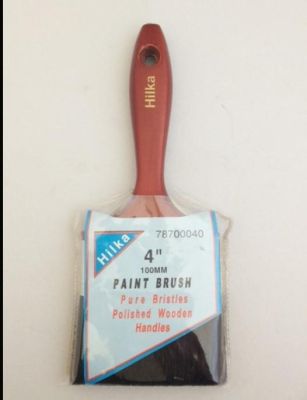 Hilka
Hilka
78700040
4"
100MM
PAINT BRUSH
Pure Bristles
Polished Wooden
Handles